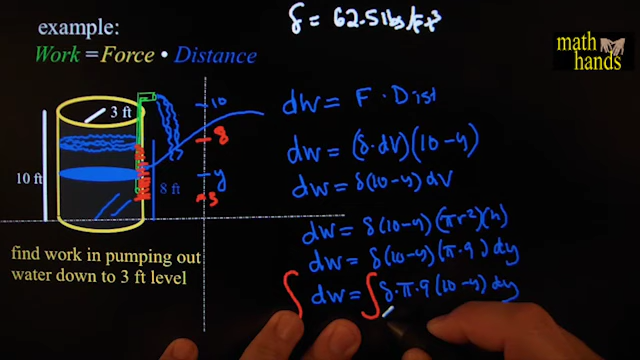 example:
δ = 62.5 lbs/ft³
math
hands
Work = Force • Distance
3 ft
10
8
y
3
10 ft
8 ft
dW = F · Dist
dW = (δ·dV)(10-y)
dW = δ(10-y) dV
dW = δ(10-y)(πr²)(h)
dW = δ(10-y)(π·9 ) dy
∫ dW = ∫ δ·π·9(10-y) dy
find work in pumping out
water down to 3 ft level